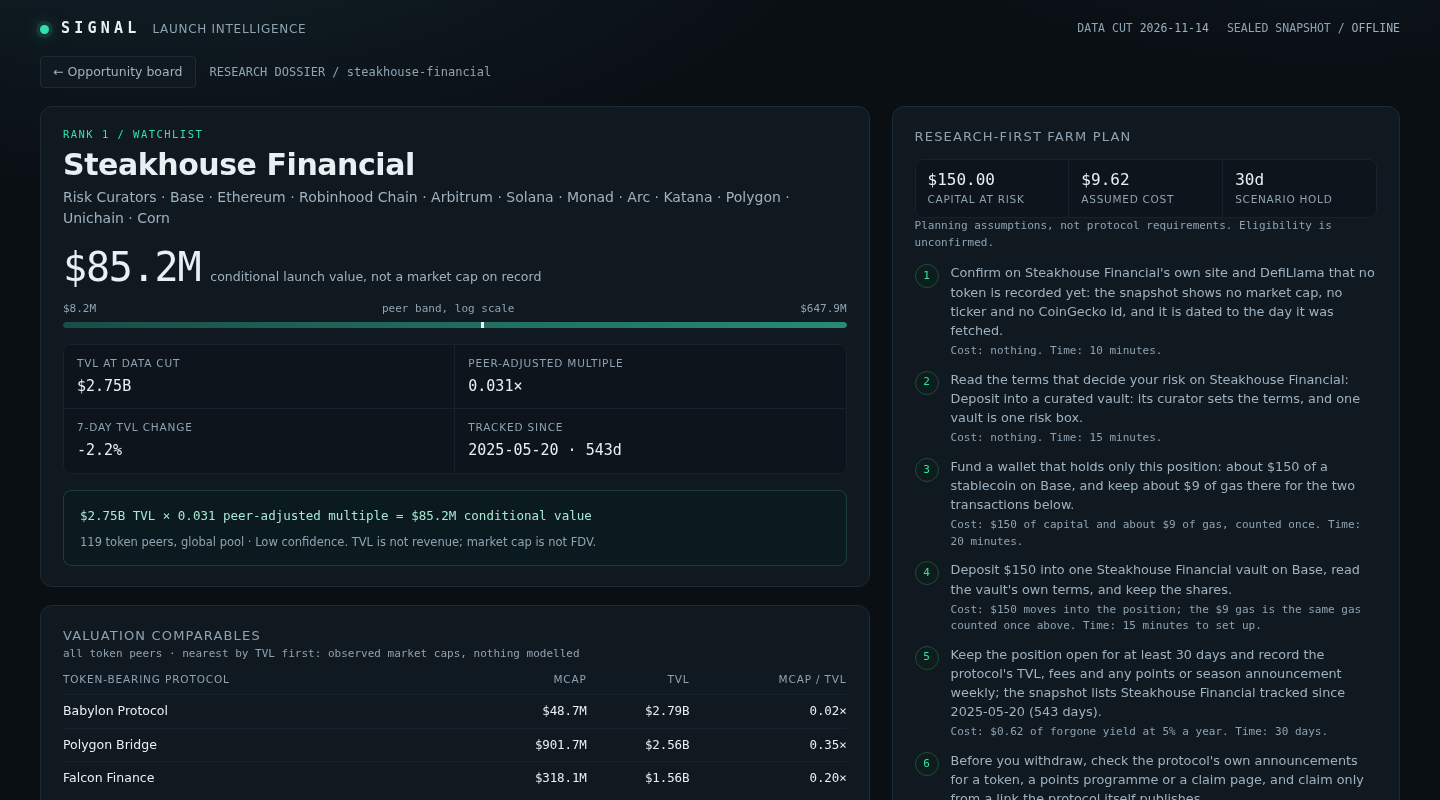 SIGNAL LAUNCH INTELLIGENCE
DATA CUT 2026-11-14 SEALED SNAPSHOT / OFFLINE
← Opportunity board RESEARCH DOSSIER / steakhouse-financial
RANK 1 / WATCHLIST
Steakhouse Financial
Risk Curators · Base · Ethereum · Robinhood Chain · Arbitrum · Solana · Monad · Arc · Katana · Polygon ·
Unichain · Corn
$85.2M conditional launch value, not a market cap on record
$8.2M peer band, log scale $647.9M
TVL AT DATA CUT
$2.75B
PEER-ADJUSTED MULTIPLE
0.031×
7-DAY TVL CHANGE
-2.2%
TRACKED SINCE
2025-05-20 · 543d
$2.75B TVL × 0.031 peer-adjusted multiple = $85.2M conditional value
119 token peers, global pool · Low confidence. TVL is not revenue; market cap is not FDV.
VALUATION COMPARABLES
all token peers · nearest by TVL first: observed market caps, nothing modelled
TOKEN-BEARING PROTOCOL MCAP TVL MCAP / TVL
Babylon Protocol $48.7M $2.79B 0.02×
Polygon Bridge $901.7M $2.56B 0.35×
Falcon Finance $318.1M $1.56B 0.20×
RESEARCH-FIRST FARM PLAN
$150.00
CAPITAL AT RISK
$9.62
ASSUMED COST
30d
SCENARIO HOLD
Planning assumptions, not protocol requirements. Eligibility is
unconfirmed.
1 Confirm on Steakhouse Financial's own site and DefiLlama that no
token is recorded yet: the snapshot shows no market cap, no
ticker and no CoinGecko id, and it is dated to the day it was
fetched.
Cost: nothing. Time: 10 minutes.
2 Read the terms that decide your risk on Steakhouse Financial:
Deposit into a curated vault: its curator sets the terms, and one
vault is one risk box.
Cost: nothing. Time: 15 minutes.
3 Fund a wallet that holds only this position: about $150 of a
stablecoin on Base, and keep about $9 of gas there for the two
transactions below.
Cost: $150 of capital and about $9 of gas, counted once. Time:
20 minutes.
4 Deposit $150 into one Steakhouse Financial vault on Base, read
the vault's own terms, and keep the shares.
Cost: $150 moves into the position; the $9 gas is the same gas
counted once above. Time: 15 minutes to set up.
5 Keep the position open for at least 30 days and record the
protocol's TVL, fees and any points or season announcement
weekly; the snapshot lists Steakhouse Financial tracked since
2025-05-20 (543 days).
Cost: $0.62 of forgone yield at 5% a year. Time: 30 days.
6 Before you withdraw, check the protocol's own announcements
for a token, a points programme or a claim page, and claim only
from a link the protocol itself publishes.